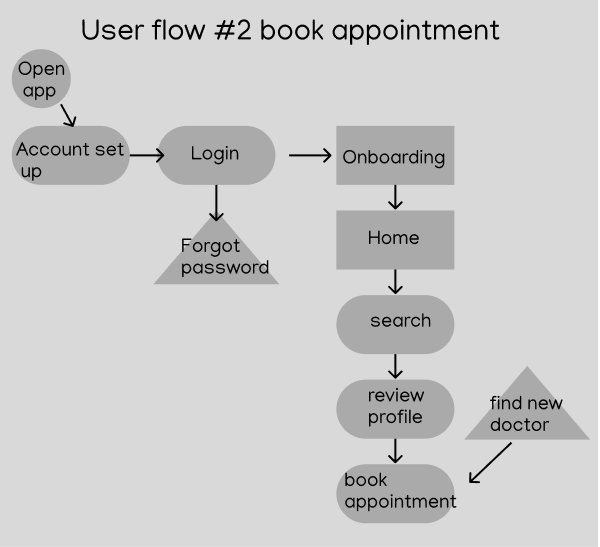 User flow #2 book appointment
Open
app
Account set
up
Login
Onboarding
Forgot
password
Home
search
review
profile
find new
doctor
book
appointment